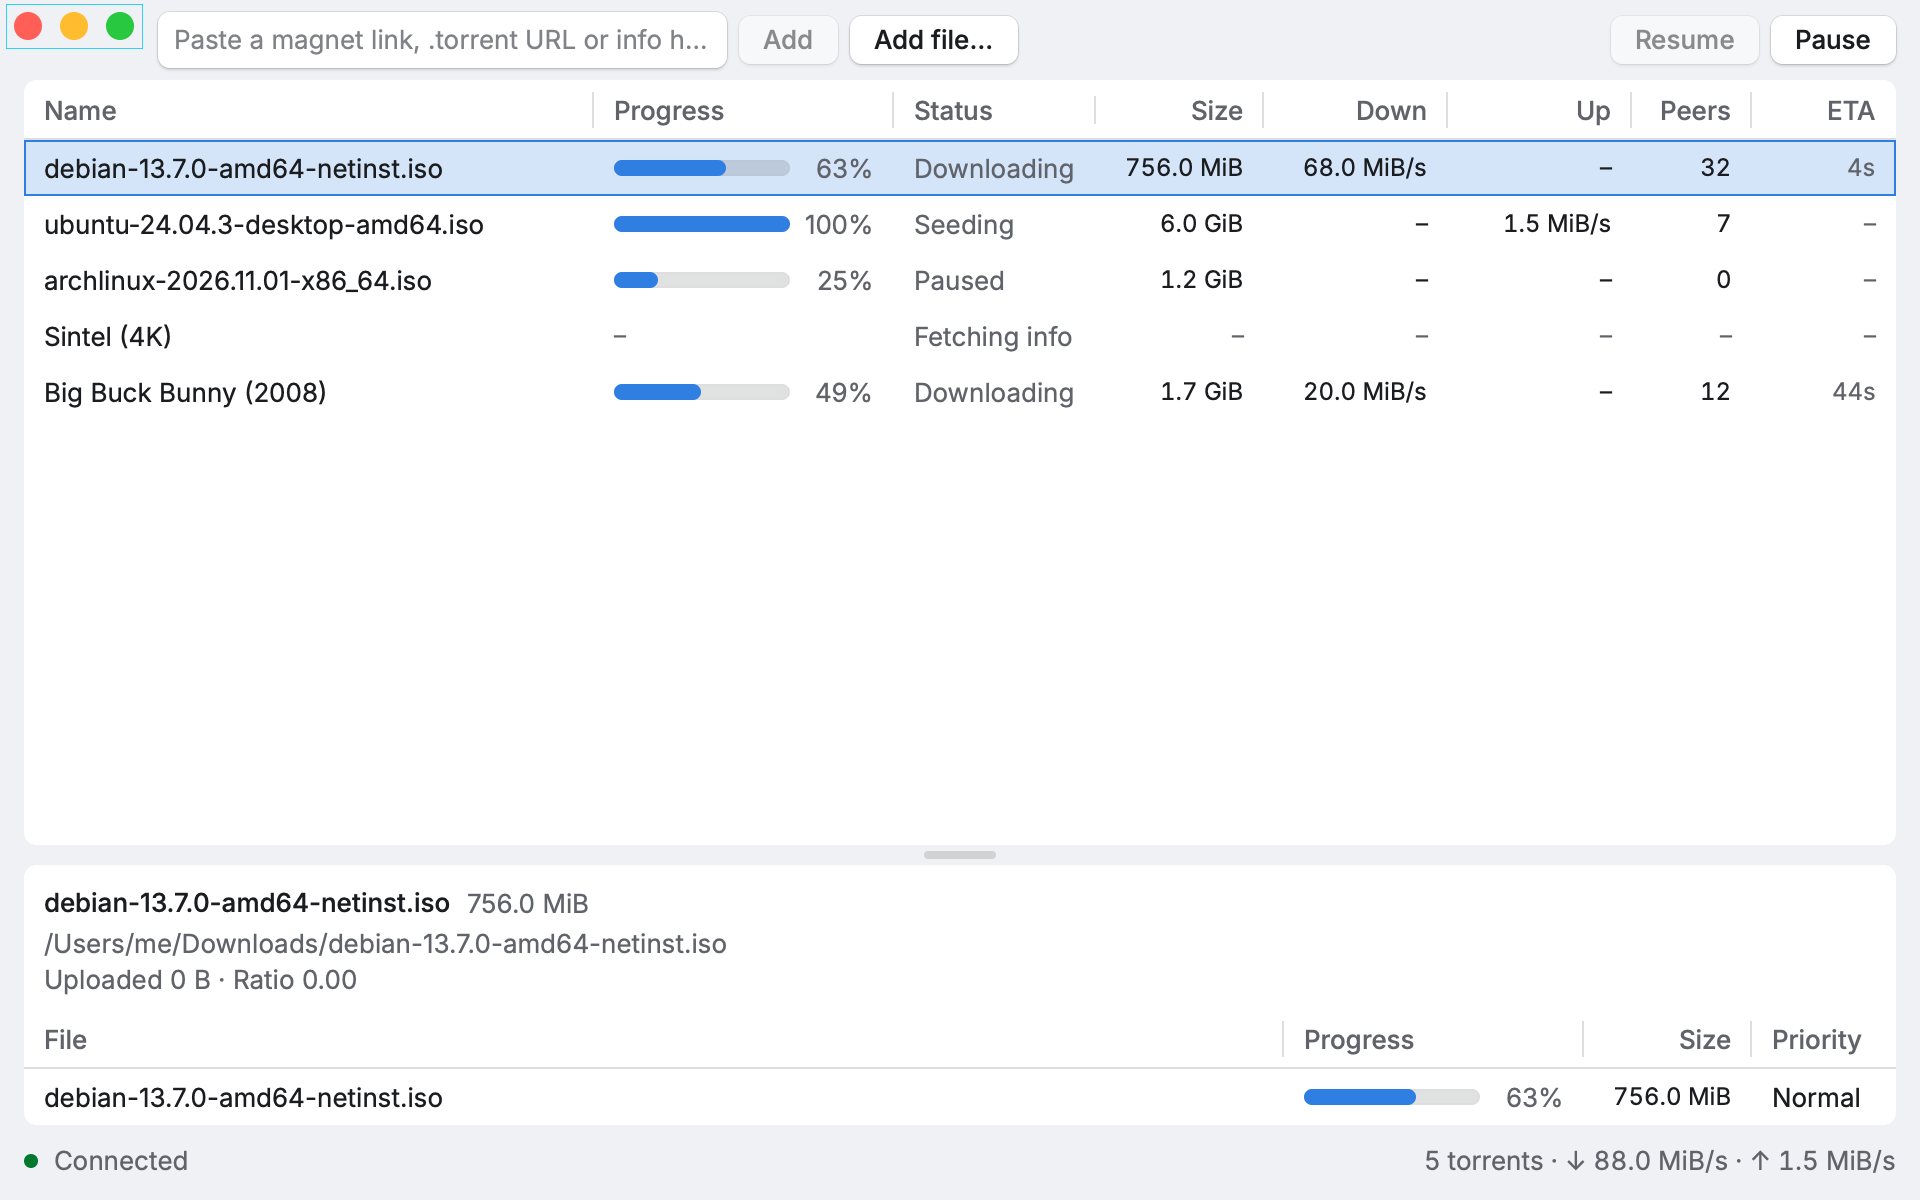 Paste a magnet link, .torrent URL or info h... Add Add file... Resume Pause
Name Progress Status Size Down Up Peers ETA
debian-13.7.0-amd64-netinst.iso 63% Downloading 756.0 MiB 68.0 MiB/s – 32 4s
ubuntu-24.04.3-desktop-amd64.iso 100% Seeding 6.0 GiB – 1.5 MiB/s 7 –
archlinux-2026.11.01-x86_64.iso 25% Paused 1.2 GiB – – 0 –
Sintel (4K) – Fetching info – – – – –
Big Buck Bunny (2008) 49% Downloading 1.7 GiB 20.0 MiB/s – 12 44s
debian-13.7.0-amd64-netinst.iso 756.0 MiB
/Users/me/Downloads/debian-13.7.0-amd64-netinst.iso
Uploaded 0 B · Ratio 0.00
File Progress Size Priority
debian-13.7.0-amd64-netinst.iso 63% 756.0 MiB Normal
Connected 5 torrents · ↓ 88.0 MiB/s · ↑ 1.5 MiB/s